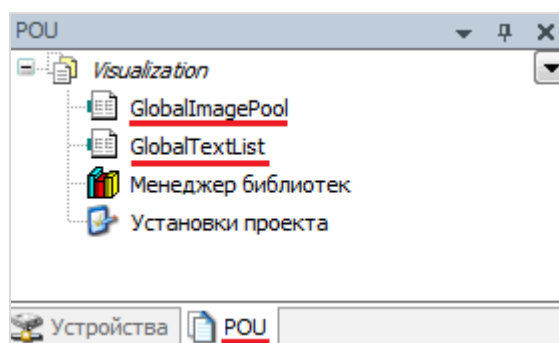 POU
Visualization
GlobalImagePool
GlobalTextList
Менеджер библиотек
Установки проекта
Устройства POU